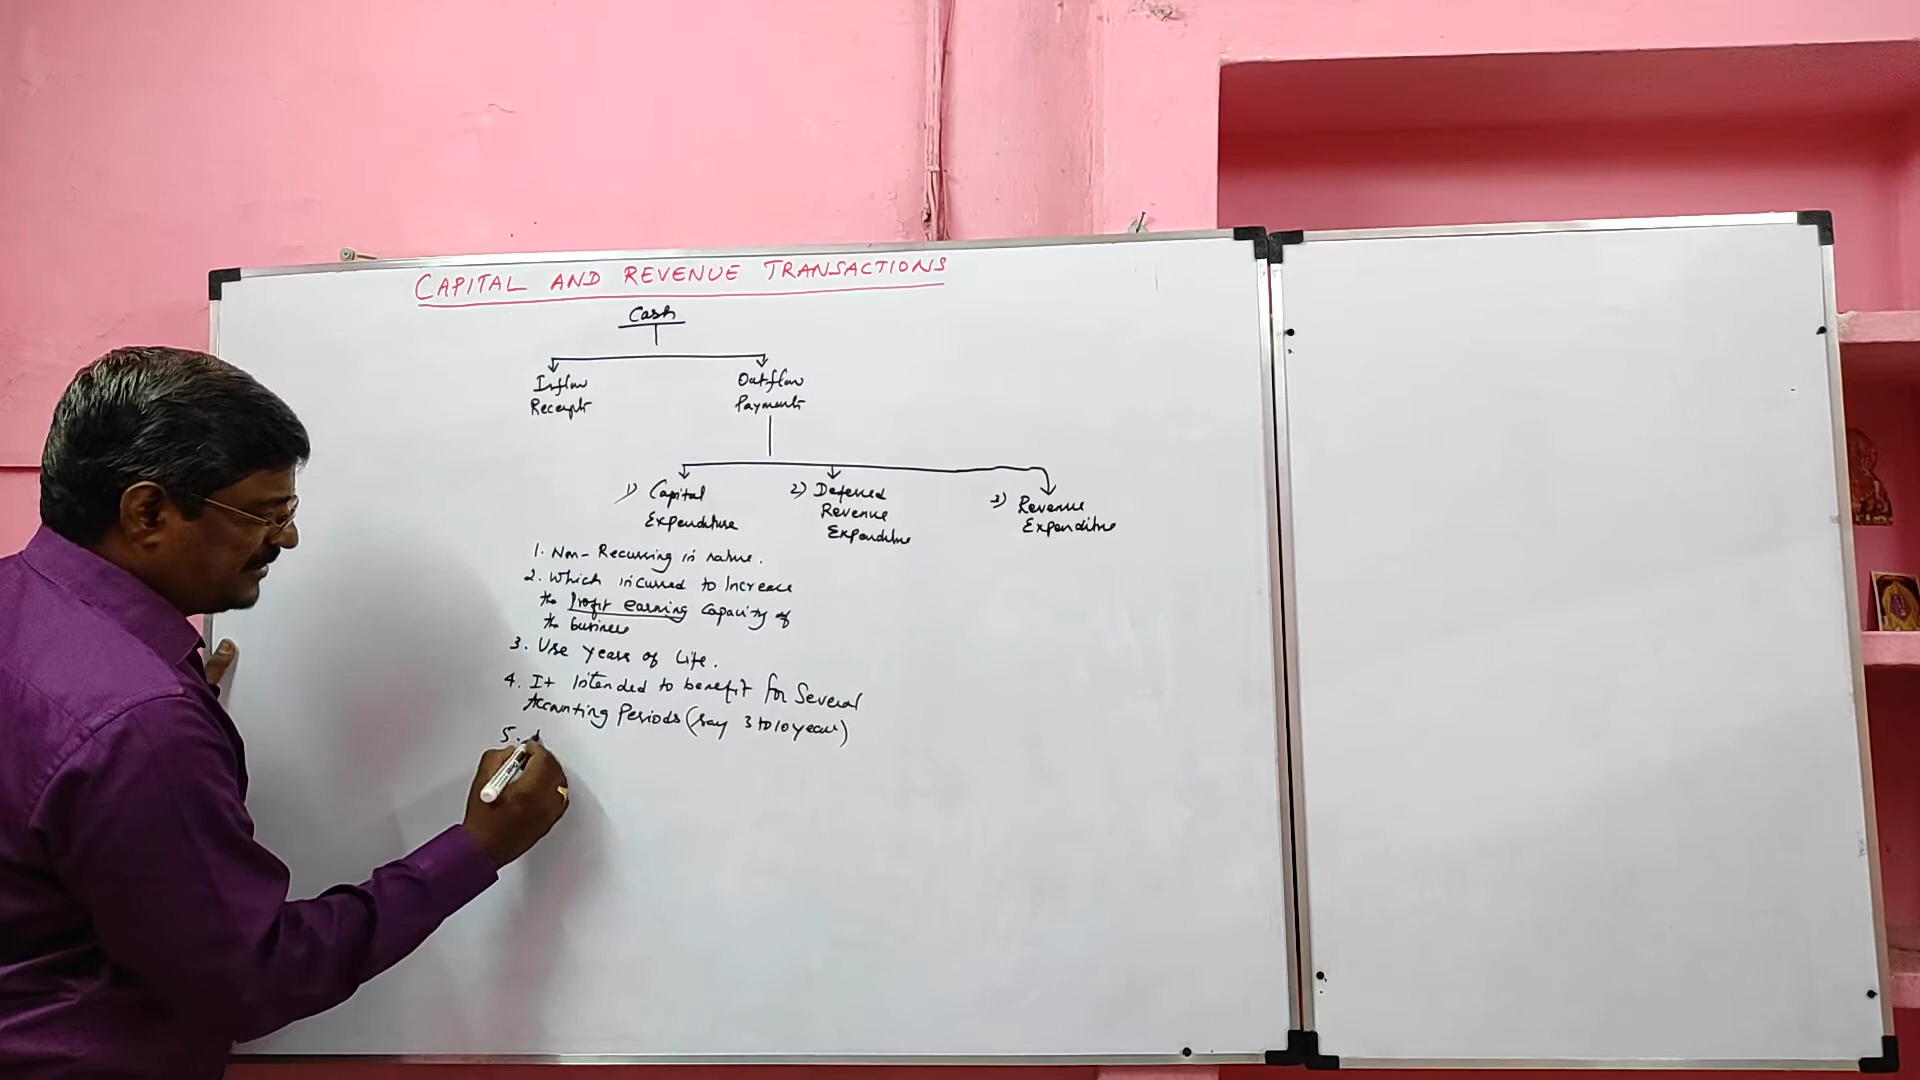 CAPITAL AND REVENUE TRANSACTIONS
Cash
Inflow
Receipts
Outflow
Payments
1) Capital
Expenditure
2) Deferred
Revenue
Expenditure
3) Revenue
Expenditure
1. Non-Recurring in nature.
2. Which incurred to Increase
the Profit earning Capacity of
the business
3. Use years of Life.
4. It Intended to benefit for Several
Accounting Periods (say 3 to 10 years)
5.